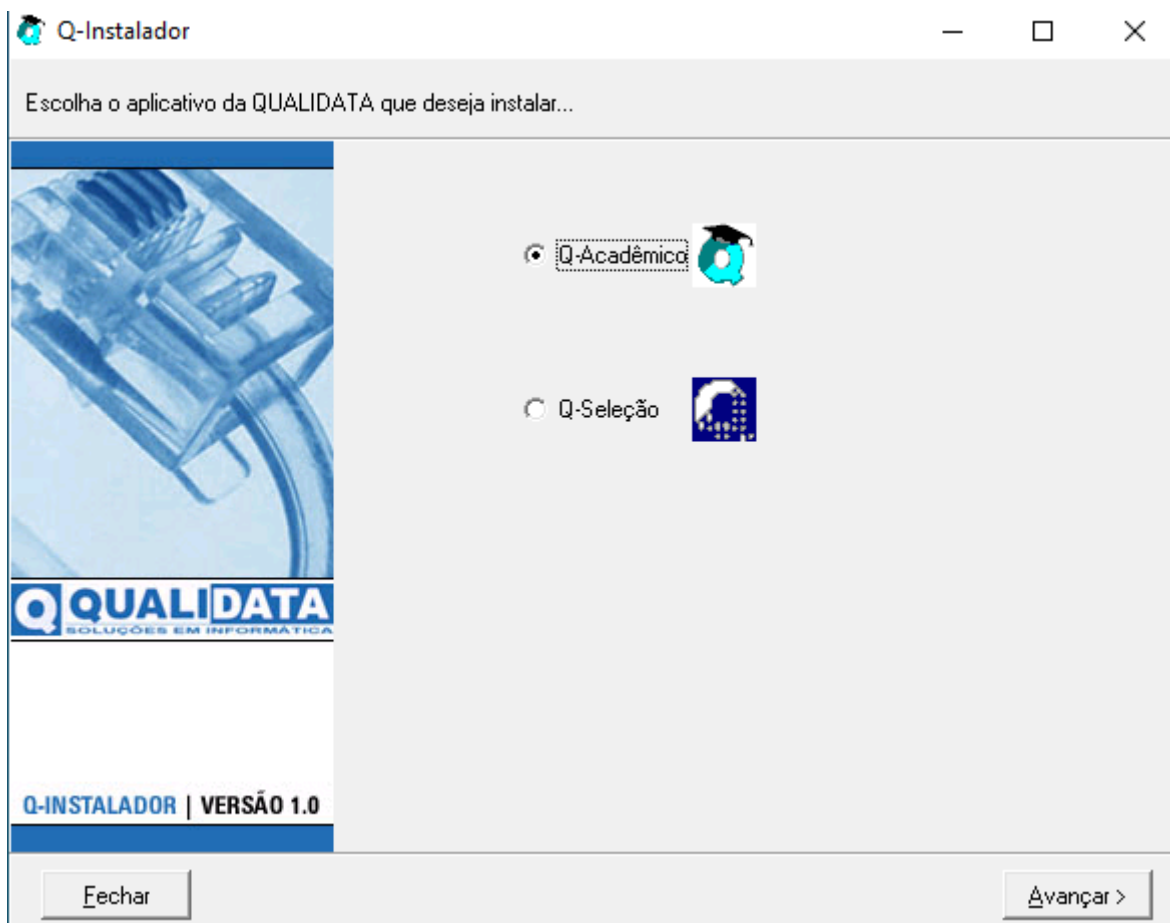 Q-Instalador
Escolha o aplicativo da QUALIDATA que deseja instalar...
Q-Acadêmico
Q-Seleção
QUALIDATA
SOLUÇÕES EM INFORMÁTICA
Q-INSTALADOR | VERSÃO 1.0
Fechar
Avançar >